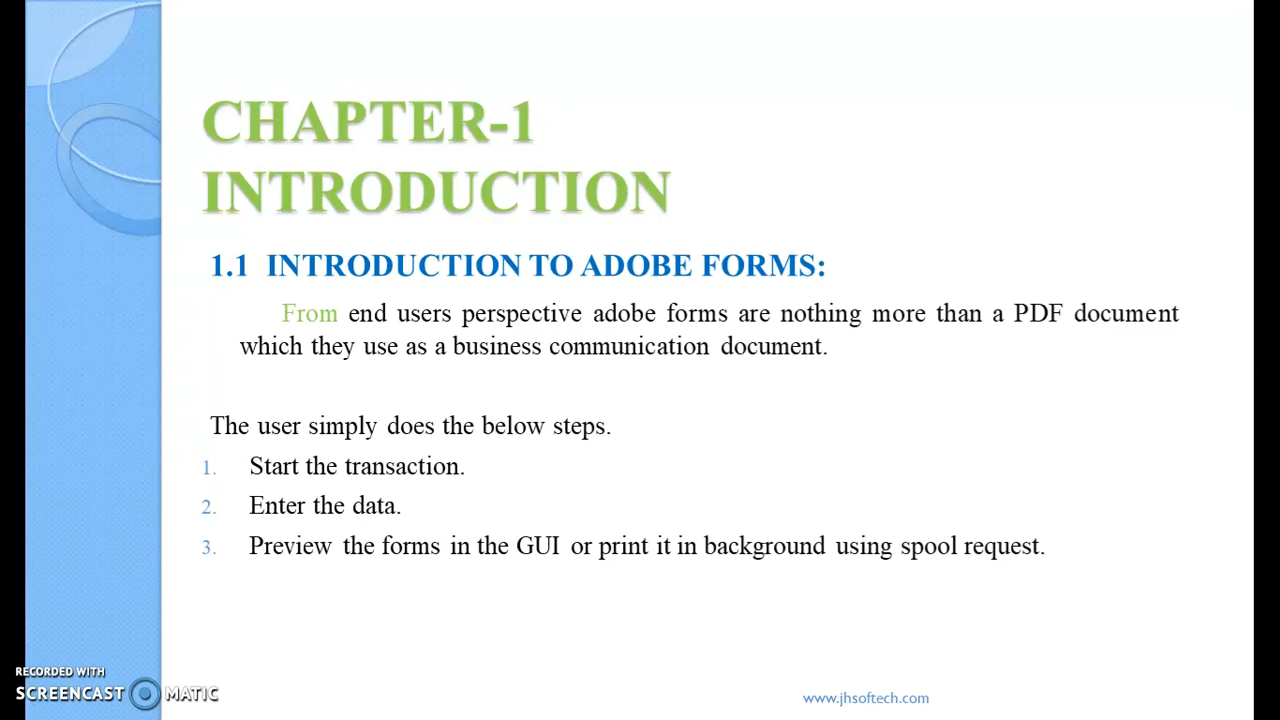 CHAPTER-1
INTRODUCTION
1.1 INTRODUCTION TO ADOBE FORMS:
From end users perspective adobe forms are nothing more than a PDF document
which they use as a business communication document.
The user simply does the below steps.
1. Start the transaction.
2. Enter the data.
3. Preview the forms in the GUI or print it in background using spool request.
RECORDED WITH
SCREENCAST MATIC
www.jhsoftech.com